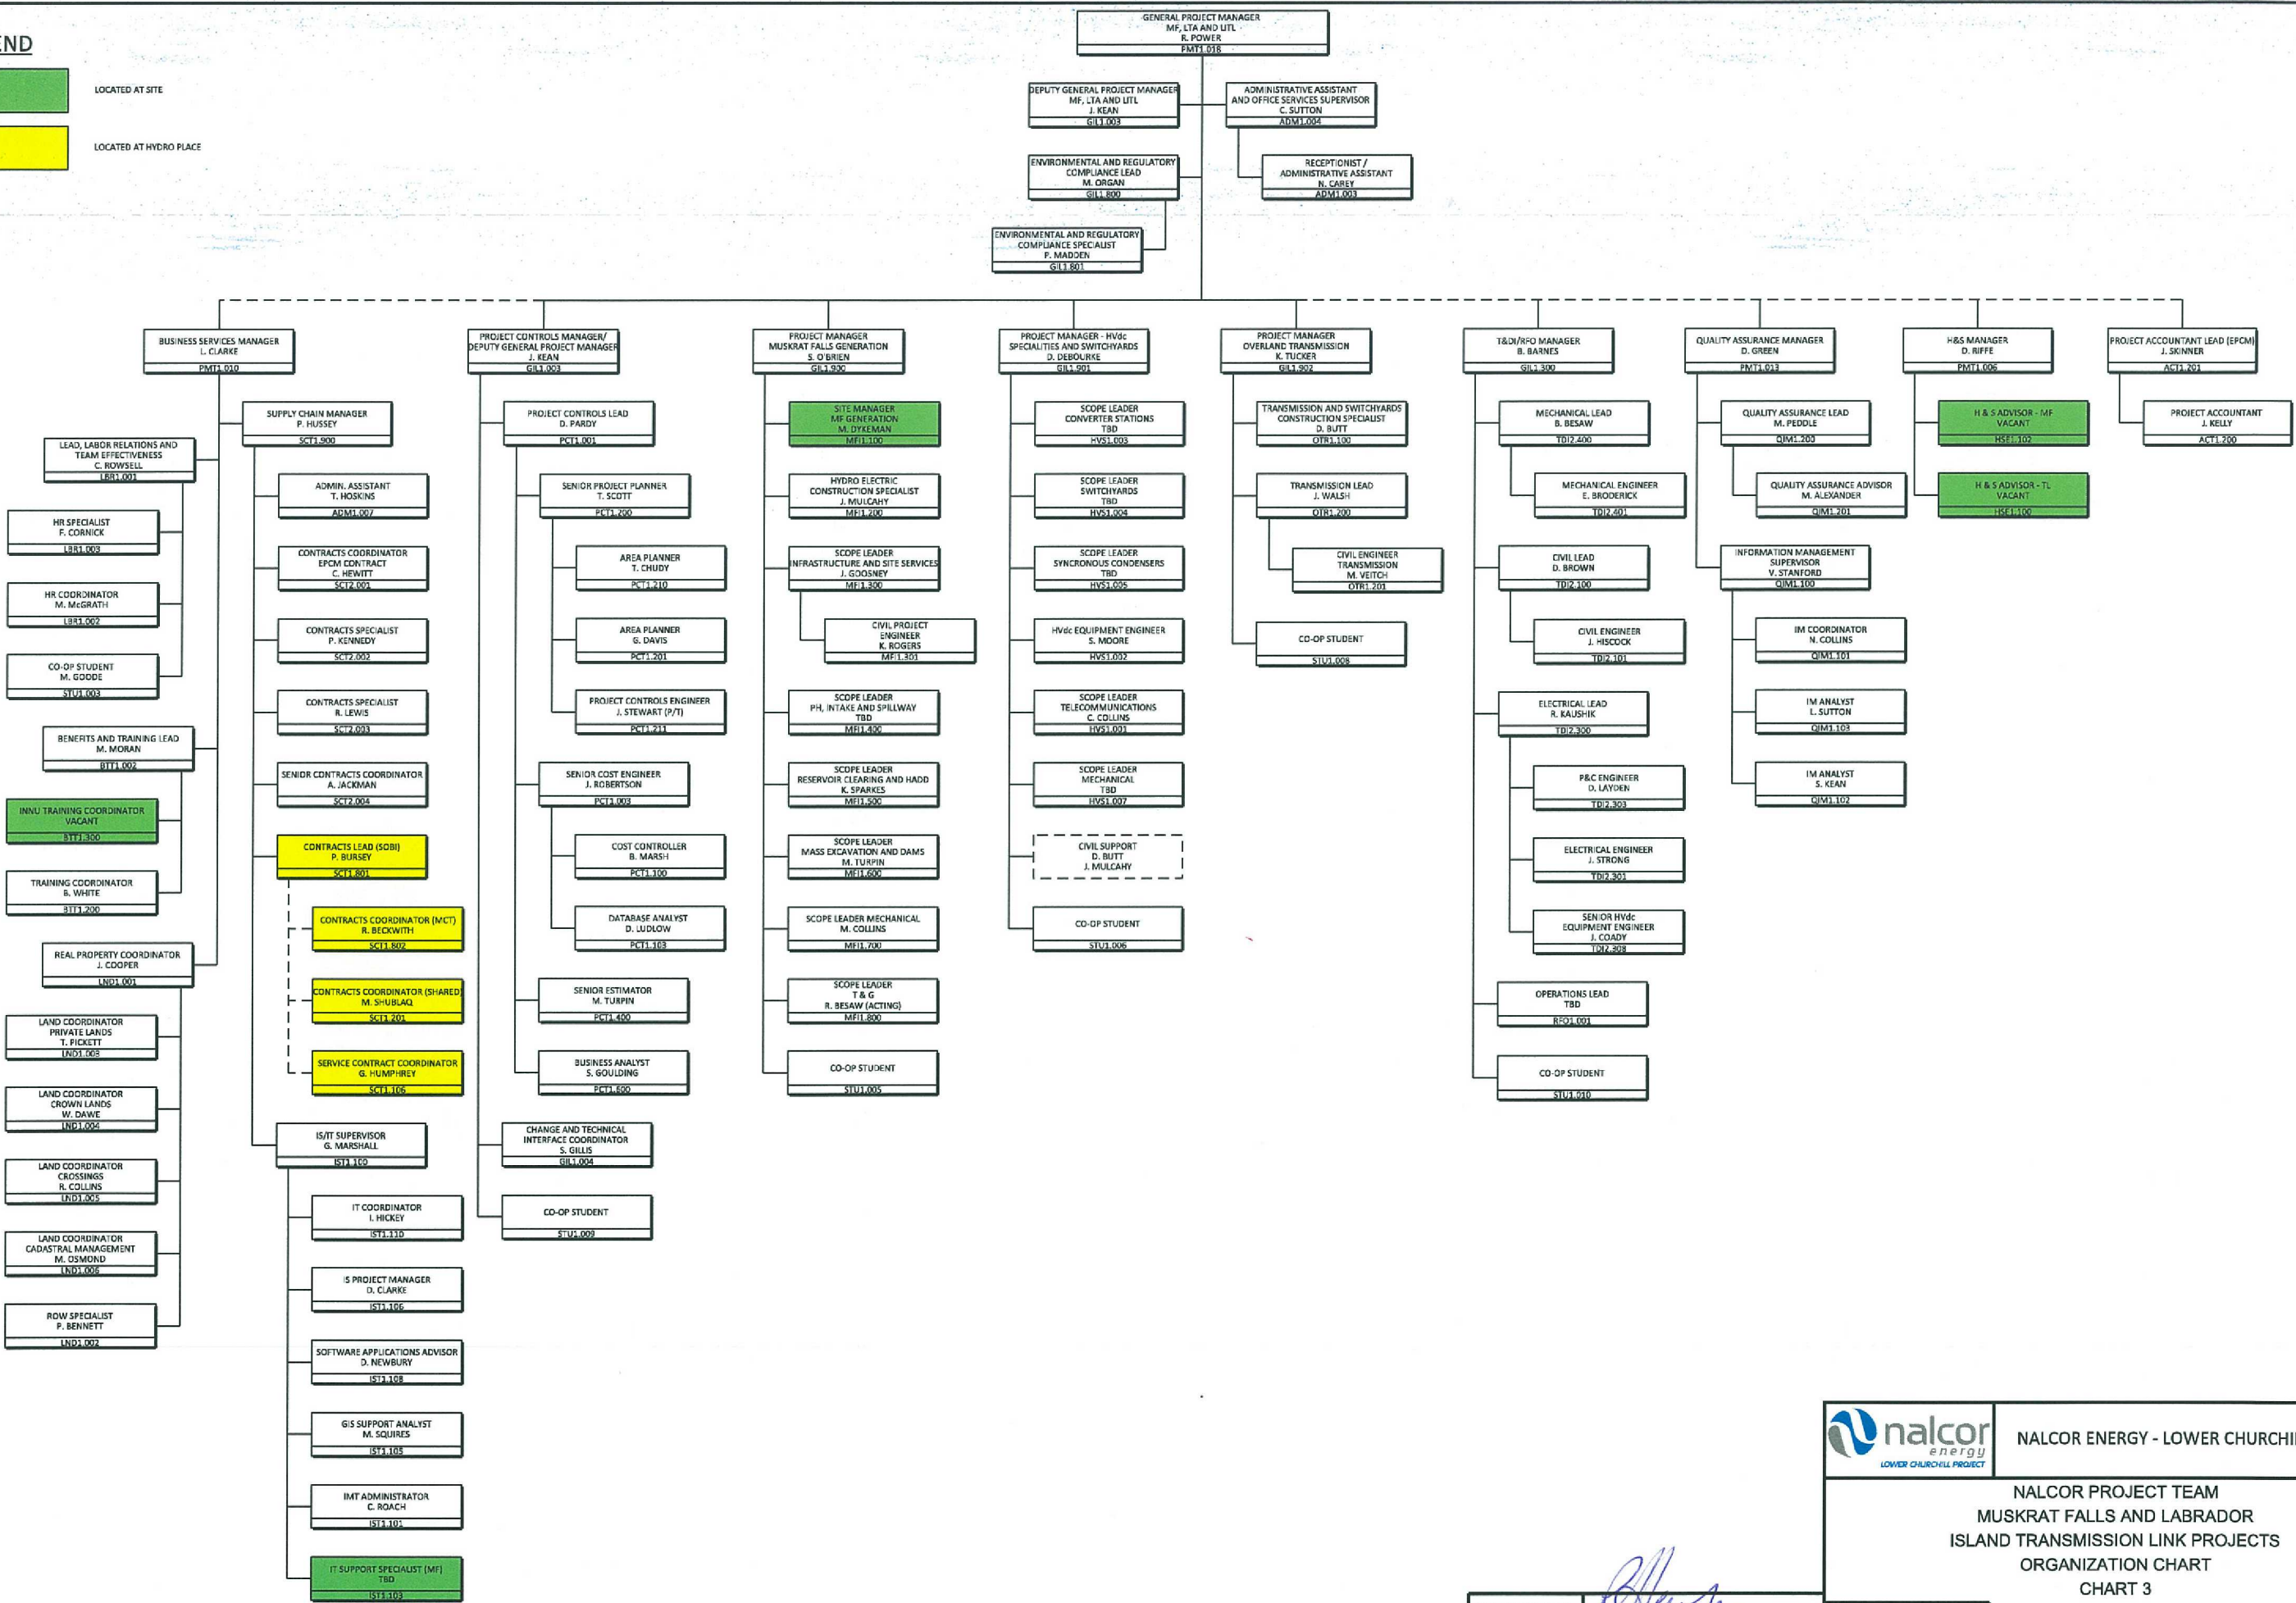 END
LOCATED AT SITE
LOCATED AT HYDRO PLACE
GENERAL PROJECT MANAGER
MF, LTA AND LITL
R. POWER
PMT1.018
DEPUTY GENERAL PROJECT MANAGER
MF, LTA AND LITL
J. KEAN
GIL1.003
ADMINISTRATIVE ASSISTANT
AND OFFICE SERVICES SUPERVISOR
C. SUTTON
ADM1.004
ENVIRONMENTAL AND REGULATORY
COMPLIANCE LEAD
M. ORGAN
GIL1.800
RECEPTIONIST /
ADMINISTRATIVE ASSISTANT
N. CAREY
ADM1.003
ENVIRONMENTAL AND REGULATORY
COMPLIANCE SPECIALIST
P. MADDEN
GIL1.801
BUSINESS SERVICES MANAGER
L. CLARKE
PMT1.010
LEAD, LABOR RELATIONS AND
TEAM EFFECTIVENESS
C. ROWSELL
LBR1.001
HR SPECIALIST
F. CORNICK
LBR1.003
HR COORDINATOR
M. McGRATH
LBR1.002
CO-OP STUDENT
M. GOODE
STU1.003
BENEFITS AND TRAINING LEAD
M. MORAN
BTT1.002
INNU TRAINING COORDINATOR
VACANT
BTT1.300
TRAINING COORDINATOR
B. WHITE
BTT1.200
REAL PROPERTY COORDINATOR
J. COOPER
LND1.001
LAND COORDINATOR
PRIVATE LANDS
T. PICKETT
LND1.003
LAND COORDINATOR
CROWN LANDS
W. DAWE
LND1.004
LAND COORDINATOR
CROSSINGS
R. COLLINS
LND1.005
LAND COORDINATOR
CADASTRAL MANAGEMENT
M. OSMOND
LND1.006
ROW SPECIALIST
P. BENNETT
LND1.002
SUPPLY CHAIN MANAGER
P. HUSSEY
SCT1.900
ADMIN. ASSISTANT
T. HOSKINS
ADM1.007
CONTRACTS COORDINATOR
EPCM CONTRACT
C. HEWITT
SCT2.001
CONTRACTS SPECIALIST
P. KENNEDY
SCT2.002
CONTRACTS SPECIALIST
R. LEWIS
SCT2.003
SENIOR CONTRACTS COORDINATOR
A. JACKMAN
SCT2.004
CONTRACTS LEAD (SOBI)
P. BURSEY
SCT1.801
CONTRACTS COORDINATOR (MCT)
R. BECKWITH
SCT1.802
CONTRACTS COORDINATOR (SHARED)
M. SHUBLAQ
SCT1.201
SERVICE CONTRACT COORDINATOR
G. HUMPHREY
SCT1.106
IS/IT SUPERVISOR
G. MARSHALL
IST1.100
IT COORDINATOR
I. HICKEY
IST1.110
IS PROJECT MANAGER
D. CLARKE
IST1.106
SOFTWARE APPLICATIONS ADVISOR
D. NEWBURY
IST1.108
GIS SUPPORT ANALYST
M. SQUIRES
IST1.105
IMT ADMINISTRATOR
C. ROACH
IST1.101
IT SUPPORT SPECIALIST (MF)
TBD
IST1.103
PROJECT CONTROLS MANAGER/
DEPUTY GENERAL PROJECT MANAGER
J. KEAN
GIL1.003
PROJECT CONTROLS LEAD
D. PARDY
PCT1.001
SENIOR PROJECT PLANNER
T. SCOTT
PCT1.200
AREA PLANNER
T. CHUDY
PCT1.210
AREA PLANNER
G. DAVIS
PCT1.201
PROJECT CONTROLS ENGINEER
J. STEWART (P/T)
PCT1.211
SENIOR COST ENGINEER
J. ROBERTSON
PCT1.003
COST CONTROLLER
B. MARSH
PCT1.100
DATABASE ANALYST
D. LUDLOW
PCT1.103
SENIOR ESTIMATOR
M. TURPIN
PCT1.400
BUSINESS ANALYST
S. GOULDING
PCT1.600
CHANGE AND TECHNICAL
INTERFACE COORDINATOR
S. GILLIS
GIL1.004
CO-OP STUDENT
STU1.009
PROJECT MANAGER
MUSKRAT FALLS GENERATION
S. O'BRIEN
GIL1.900
SITE MANAGER
MF GENERATION
M. DYKEMAN
MFI1.100
HYDRO ELECTRIC
CONSTRUCTION SPECIALIST
J. MULCAHY
MFI1.200
SCOPE LEADER
INFRASTRUCTURE AND SITE SERVICES
J. GOOSNEY
MFI1.300
CIVIL PROJECT
ENGINEER
K. ROGERS
MFI1.301
SCOPE LEADER
PH, INTAKE AND SPILLWAY
TBD
MFI1.400
SCOPE LEADER
RESERVOIR CLEARING AND HADD
K. SPARKES
MFI1.500
SCOPE LEADER
MASS EXCAVATION AND DAMS
M. TURPIN
MFI1.600
SCOPE LEADER MECHANICAL
M. COLLINS
MFI1.700
SCOPE LEADER
T & G
R. BESAW (ACTING)
MFI1.800
CO-OP STUDENT
STU1.005
PROJECT MANAGER - HVdc
SPECIALITIES AND SWITCHYARDS
D. DEBOURKE
GIL1.901
SCOPE LEADER
CONVERTER STATIONS
TBD
HVS1.003
SCOPE LEADER
SWITCHYARDS
TBD
HVS1.004
SCOPE LEADER
SYNCRONOUS CONDENSERS
TBD
HVS1.005
HVdc EQUIPMENT ENGINEER
S. MOORE
HVS1.002
SCOPE LEADER
TELECOMMUNICATIONS
C. COLLINS
HVS1.001
SCOPE LEADER
MECHANICAL
TBD
HVS1.007
CIVIL SUPPORT
D. BUTT
J. MULCAHY
CO-OP STUDENT
STU1.006
PROJECT MANAGER
OVERLAND TRANSMISSION
K. TUCKER
GIL1.902
TRANSMISSION AND SWITCHYARDS
CONSTRUCTION SPECIALIST
D. BUTT
OTR1.100
TRANSMISSION LEAD
J. WALSH
OTR1.200
CIVIL ENGINEER
TRANSMISSION
M. VEITCH
OTR1.201
CO-OP STUDENT
STU1.008
T&DI/RFO MANAGER
B. BARNES
GIL1.300
MECHANICAL LEAD
B. BESAW
TDI2.400
MECHANICAL ENGINEER
E. BRODERICK
TDI2.401
CIVIL LEAD
D. BROWN
TDI2.100
CIVIL ENGINEER
J. HISCOCK
TDI2.101
ELECTRICAL LEAD
R. KAUSHIK
TDI2.300
P&C ENGINEER
D. LAYDEN
TDI2.303
ELECTRICAL ENGINEER
J. STRONG
TDI2.301
SENIOR HVdc
EQUIPMENT ENGINEER
J. COADY
TDI2.308
OPERATIONS LEAD
TBD
RFO1.001
CO-OP STUDENT
STU1.010
QUALITY ASSURANCE MANAGER
D. GREEN
PMT1.013
QUALITY ASSURANCE LEAD
M. PEDDLE
QIM1.200
QUALITY ASSURANCE ADVISOR
M. ALEXANDER
QIM1.201
INFORMATION MANAGEMENT
SUPERVISOR
V. STANFORD
QIM1.100
IM COORDINATOR
N. COLLINS
QIM1.101
IM ANALYST
L. SUTTON
QIM1.103
IM ANALYST
S. KEAN
QIM1.102
H&S MANAGER
D. RIFFE
PMT1.006
H & S ADVISOR - MF
VACANT
HSE1.102
H & S ADVISOR - TL
VACANT
HSE1.100
PROJECT ACCOUNTANT LEAD (EPCM)
J. SKINNER
ACT1.201
PROJECT ACCOUNTANT
J. KELLY
ACT1.200
nalcor
energy
LOWER CHURCHILL PROJECT
NALCOR ENERGY - LOWER CHURCHI
NALCOR PROJECT TEAM
MUSKRAT FALLS AND LABRADOR
ISLAND TRANSMISSION LINK PROJECTS
ORGANIZATION CHART
CHART 3